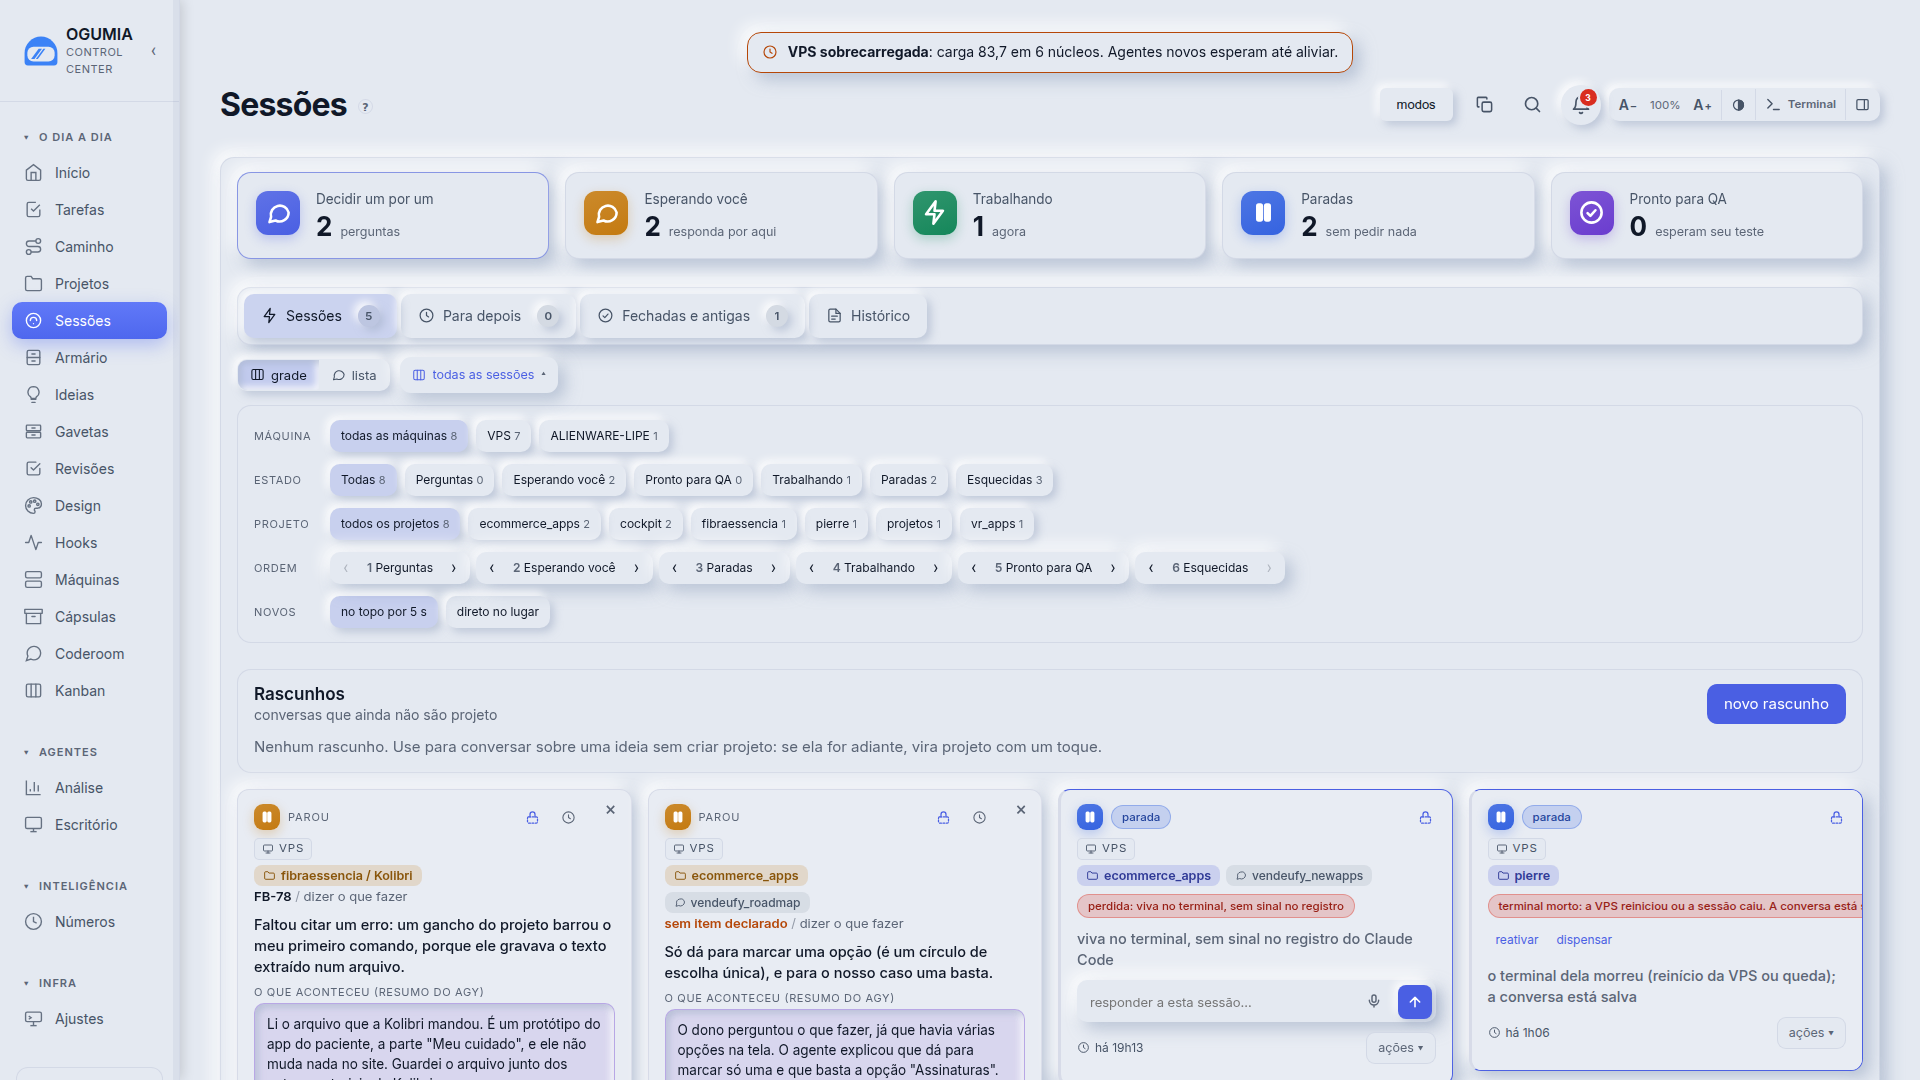 OGUMIA
CONTROL
CENTER
VPS sobrecarregada: carga 83,7 em 6 núcleos. Agentes novos esperam até aliviar.
Sessões ?
modos
3
A- 100% A+
Terminal
O DIA A DIA
Início
Tarefas
Caminho
Projetos
Sessões
Armário
Ideias
Gavetas
Revisões
Design
Hooks
Máquinas
Cápsulas
Coderoom
Kanban
AGENTES
Análise
Escritório
INTELIGÊNCIA
Números
INFRA
Ajustes
Decidir um por um
2 perguntas
Esperando você
2 responda por aqui
Trabalhando
1 agora
Paradas
2 sem pedir nada
Pronto para QA
0 esperam seu teste
Sessões 5
Para depois 0
Fechadas e antigas 1
Histórico
grade
lista
todas as sessões
MÁQUINA todas as máquinas 8 VPS 7 ALIENWARE-LIPE 1
ESTADO Todas 8 Perguntas 0 Esperando você 2 Pronto para QA 0 Trabalhando 1 Paradas 2 Esquecidas 3
PROJETO todos os projetos 8 ecommerce_apps 2 cockpit 2 fibraessencia 1 pierre 1 projetos 1 vr_apps 1
ORDEM ‹ 1 Perguntas › ‹ 2 Esperando você › ‹ 3 Paradas › ‹ 4 Trabalhando › ‹ 5 Pronto para QA › ‹ 6 Esquecidas ›
NOVOS no topo por 5 s direto no lugar
Rascunhos
conversas que ainda não são projeto
novo rascunho
Nenhum rascunho. Use para conversar sobre uma ideia sem criar projeto: se ela for adiante, vira projeto com um toque.
PAROU
VPS
fibraessencia / Kolibri
FB-78 / dizer o que fazer
Faltou citar um erro: um gancho do projeto barrou o
meu primeiro comando, porque ele gravava o texto
extraído num arquivo.
O QUE ACONTECEU (RESUMO DO AGY)
Li o arquivo que a Kolibri mandou. É um protótipo do
app do paciente, a parte "Meu cuidado", e ele não
muda nada no site. Guardei o arquivo junto dos
PAROU
VPS
ecommerce_apps
vendeufy_roadmap
sem item declarado / dizer o que fazer
Só dá para marcar uma opção (é um círculo de
escolha única), e para o nosso caso uma basta.
O QUE ACONTECEU (RESUMO DO AGY)
O dono perguntou o que fazer, já que havia várias
opções na tela. O agente explicou que dá para
marcar só uma e que basta a opção "Assinaturas".
parada
VPS
ecommerce_apps
vendeufy_newapps
perdida: viva no terminal, sem sinal no registro
viva no terminal, sem sinal no registro do Claude
Code
responder a esta sessão...
há 19h13
ações
parada
VPS
pierre
terminal morto: a VPS reiniciou ou a sessão caiu. A conversa está
reativar dispensar
o terminal dela morreu (reinício da VPS ou queda);
a conversa está salva
há 1h06
ações